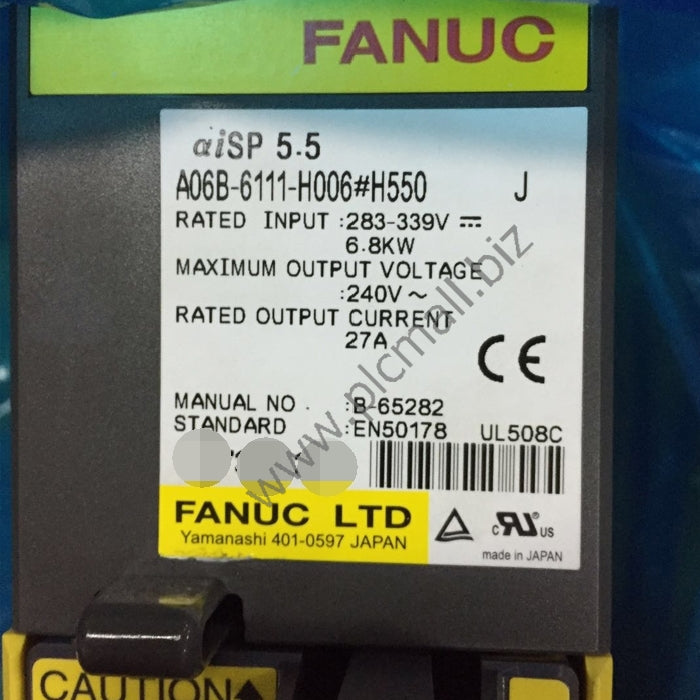 FANUC
αiSP 5.5
A06B-6111-H006#H550 J
RATED INPUT :283-339V ⎓
6.8KW
MAXIMUM OUTPUT VOLTAGE
:240V ~
RATED OUTPUT CURRENT
27A
CE
MANUAL NO. :B-65282
STANDARD :EN50178 UL508C
FANUC LTD
Yamanashi 401-0597 JAPAN
c RU US
made in JAPAN
CAUTION
www.plcmall.biz